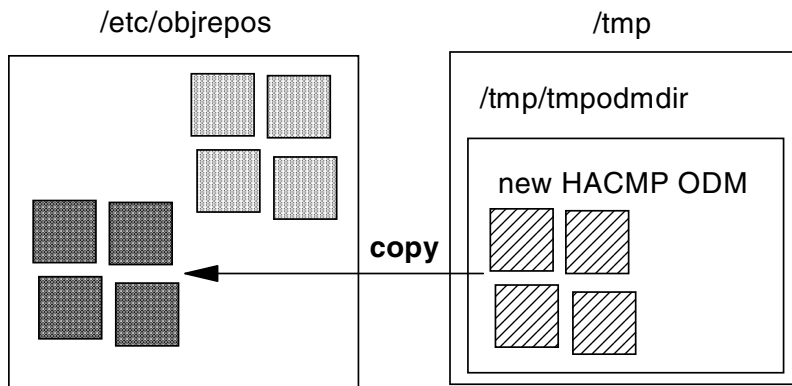 /etc/objrepos
/tmp
/tmp/tmpodmdir
new HACMP ODM
copy